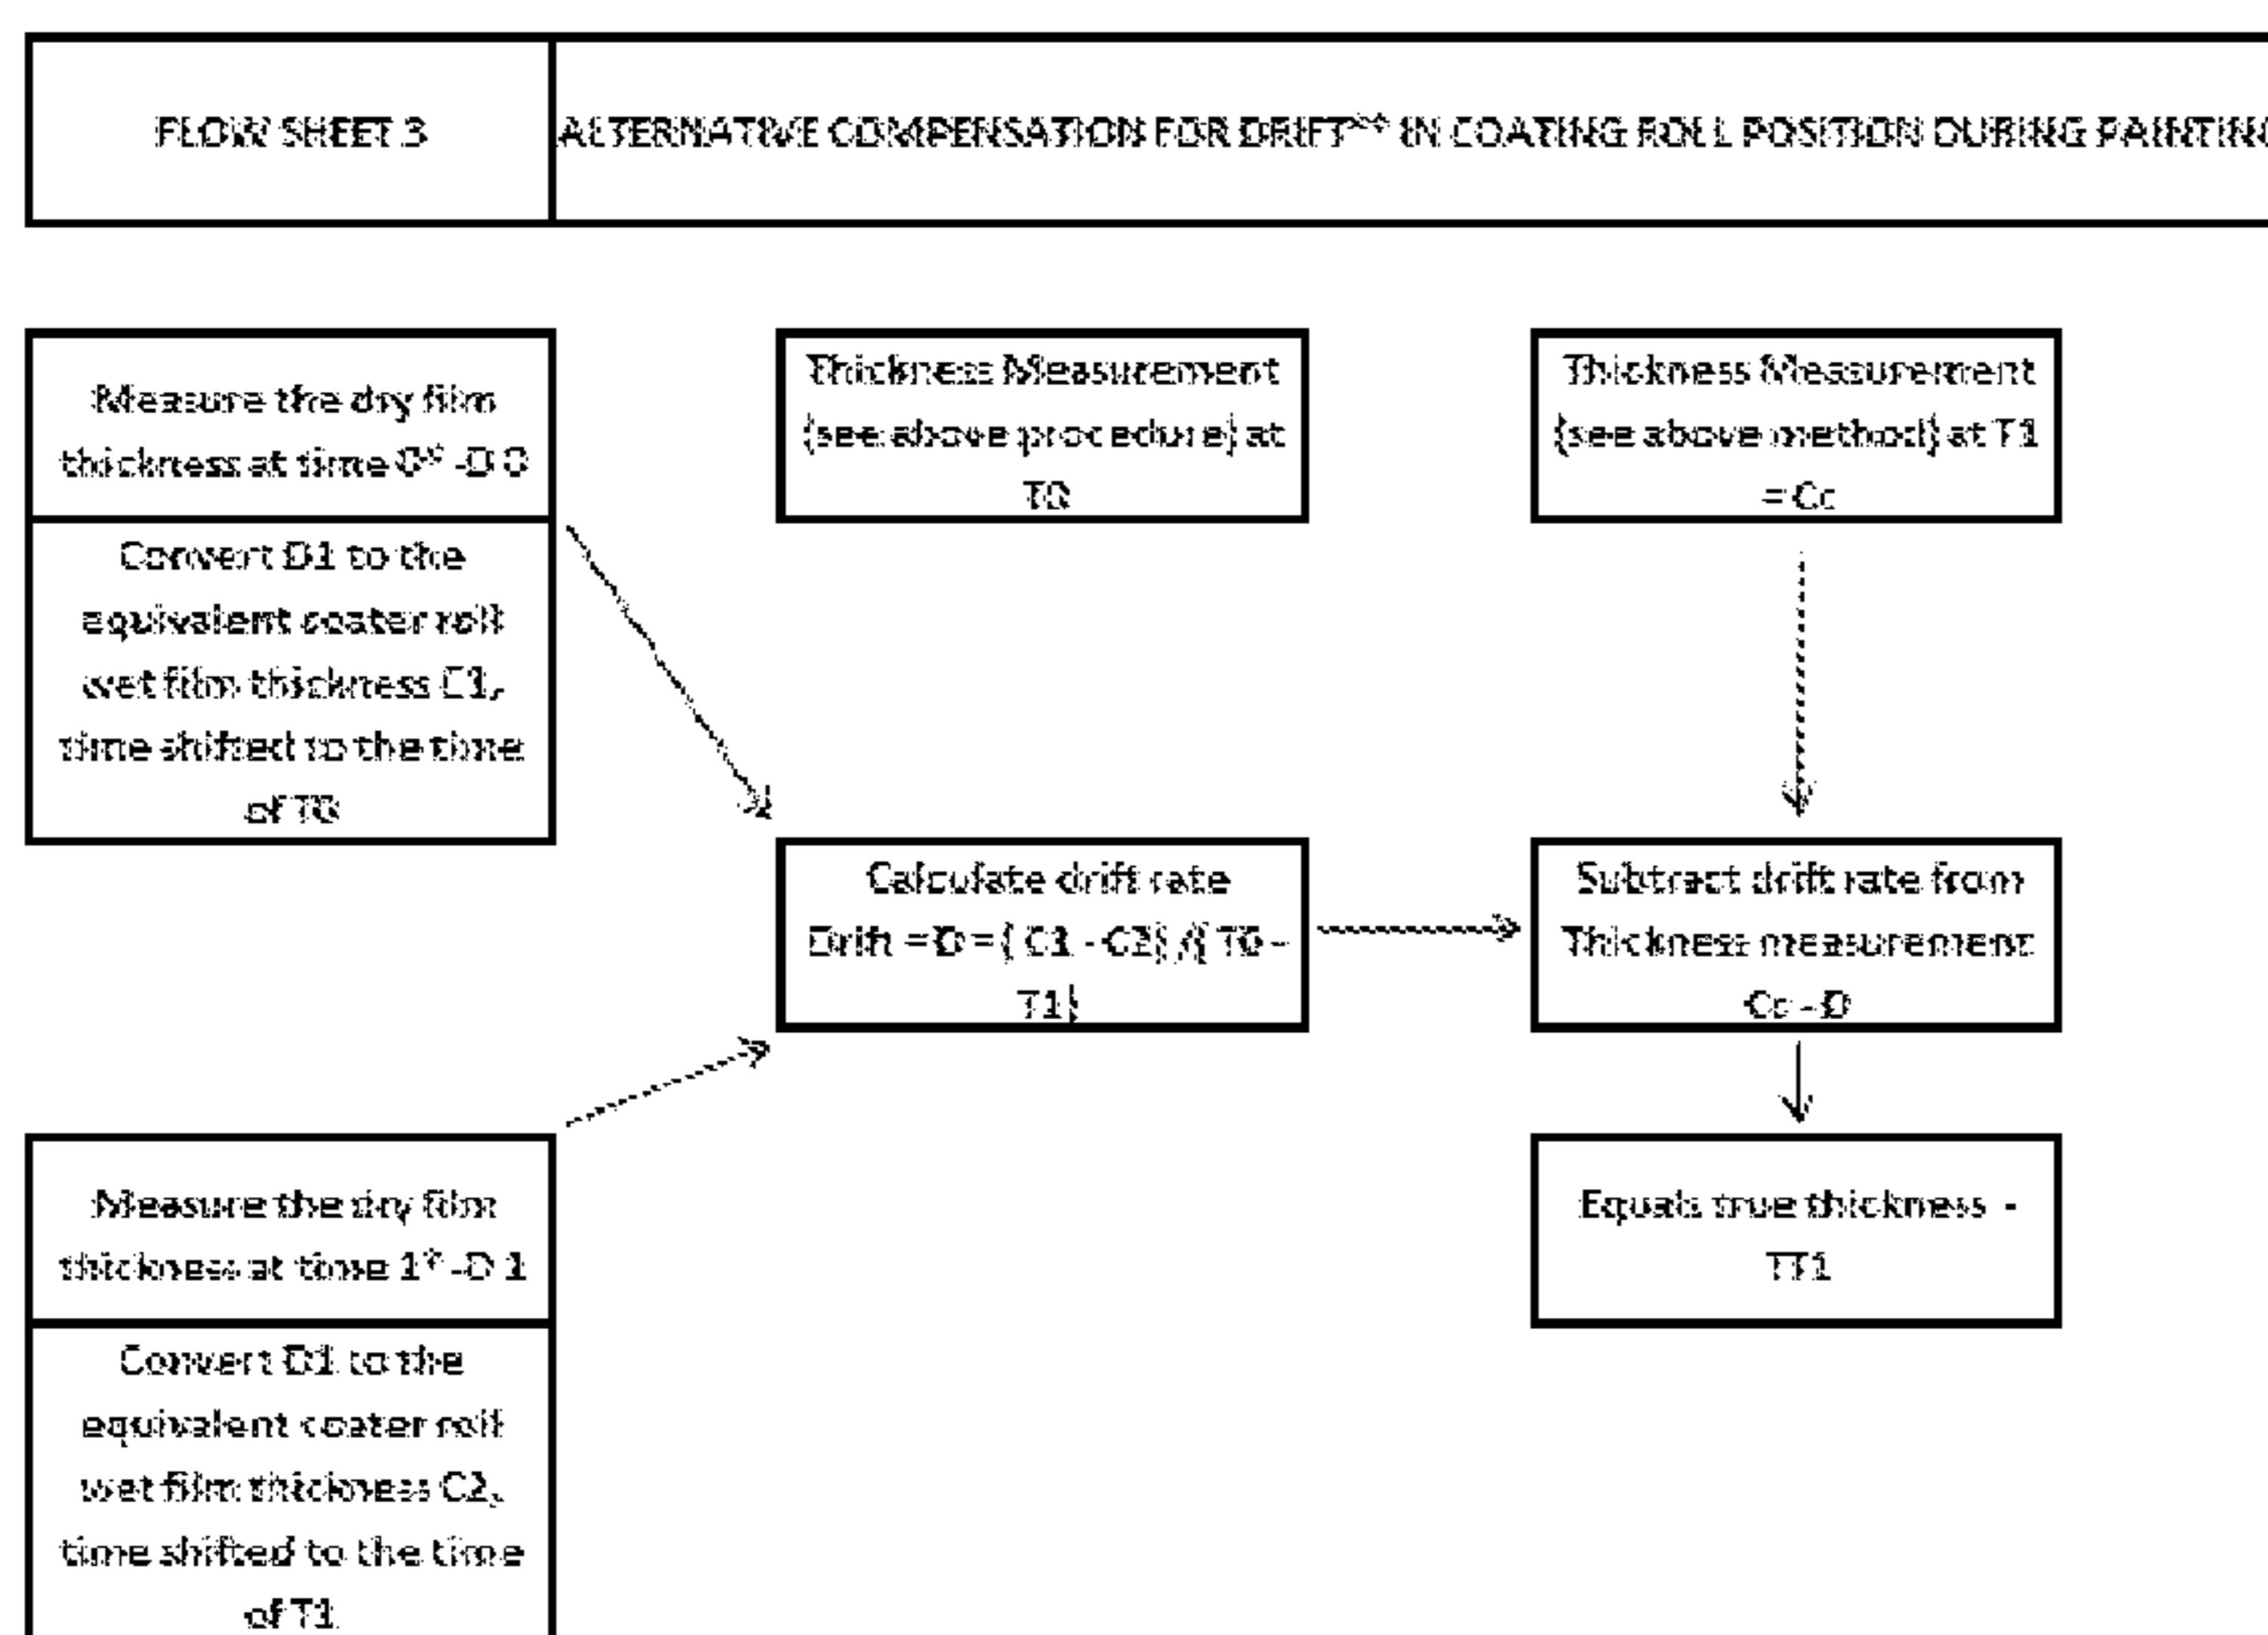 FLOW SHEET 3
ALTERNATIVE COMPENSATION FOR DRIFT** IN COATING ROLL POSITION DURING PAINTING
Measure the dry film
thickness at time 0* -D 0
Convert D1 to the
equivalent coater roll
wet film thickness C1,
time shifted to the time
of T0
Thickness Measurement
(see above procedure) at
T0
Thickness Measurement
(see above method) at T1
= Cc
Calculate drift rate
Drift = D = ( C1 - C2) /( T0 -
T1)
Subtract drift rate from
Thickness measurement
Cc - D
Equals true thickness -
TT1
Measure the dry film
thickness at time 1* -D 1
Convert D1 to the
equivalent coater roll
wet film thickness C2,
time shifted to the time
of T1